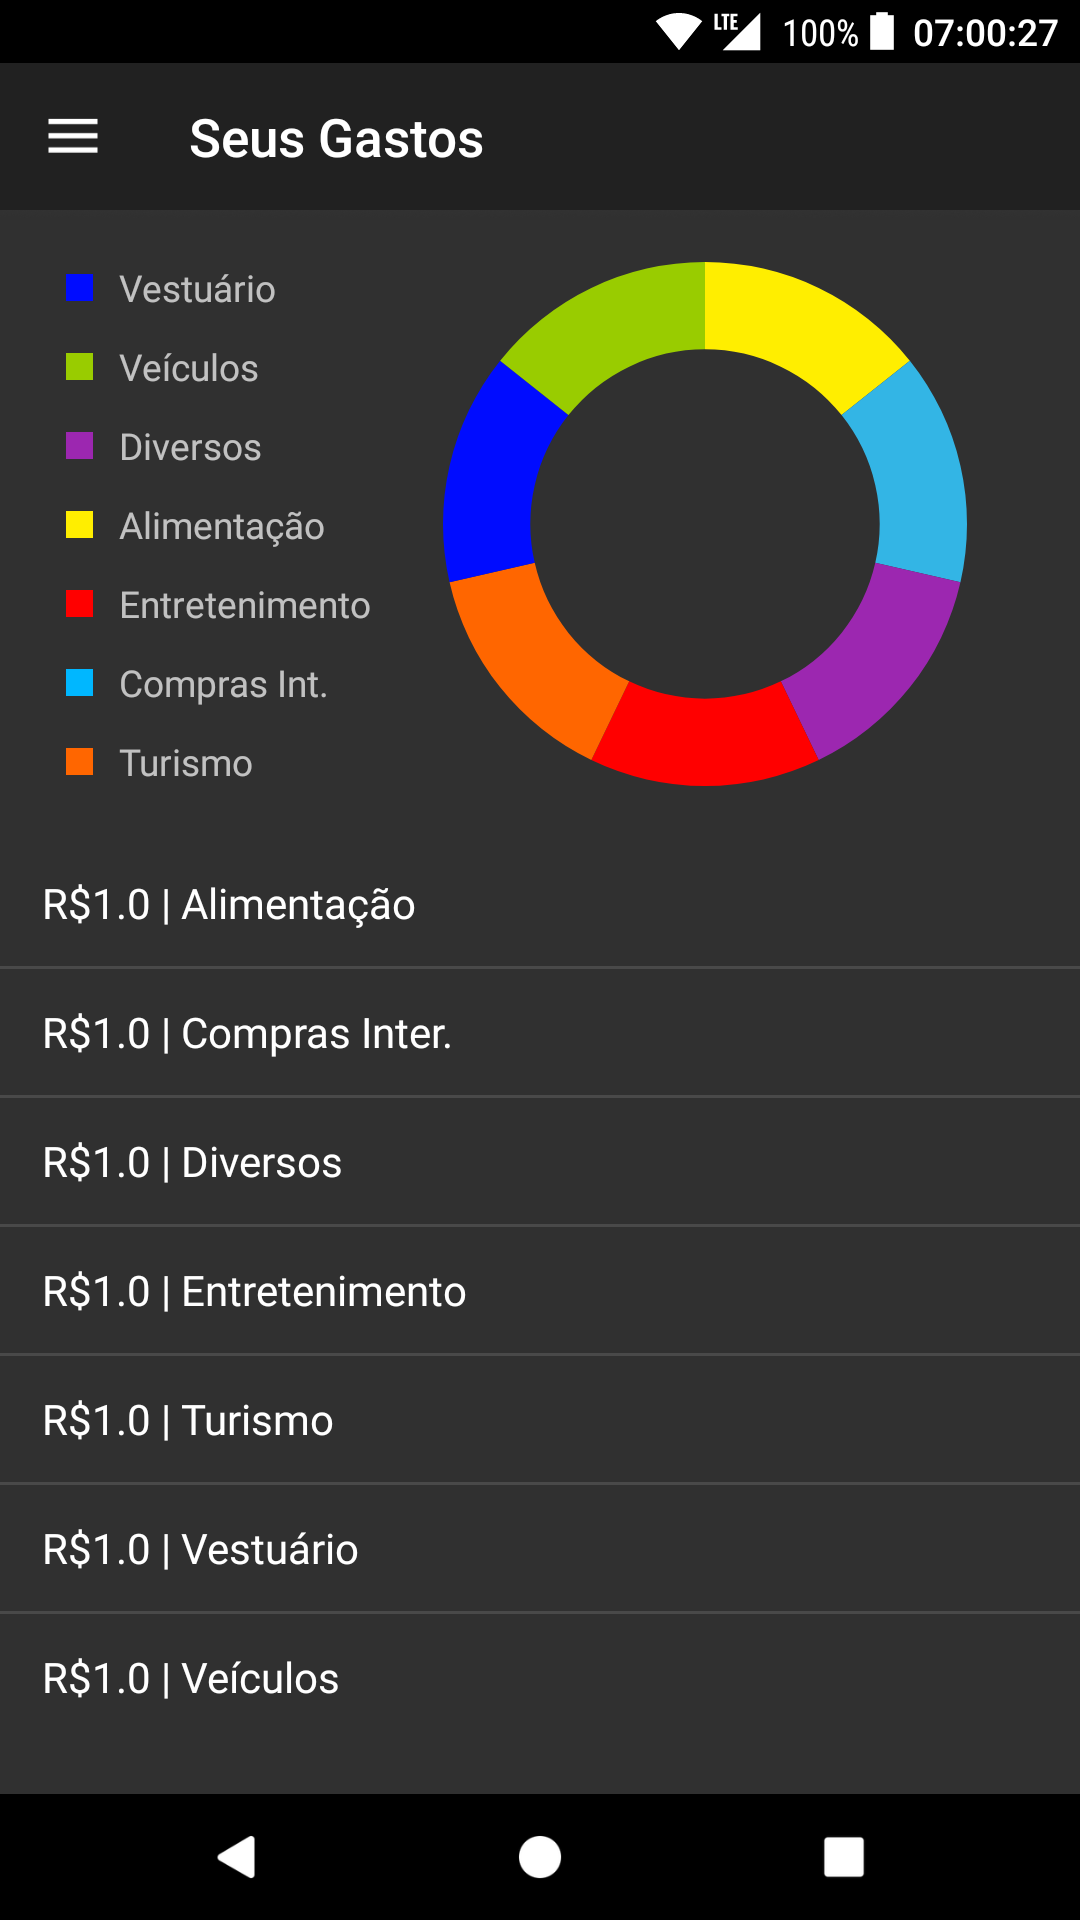 LTE 100% 07:00:27
Seus Gastos
Vestuário
Veículos
Diversos
Alimentação
Entretenimento
Compras Int.
Turismo
R$1.0 | Alimentação
R$1.0 | Compras Inter.
R$1.0 | Diversos
R$1.0 | Entretenimento
R$1.0 | Turismo
R$1.0 | Vestuário
R$1.0 | Veículos